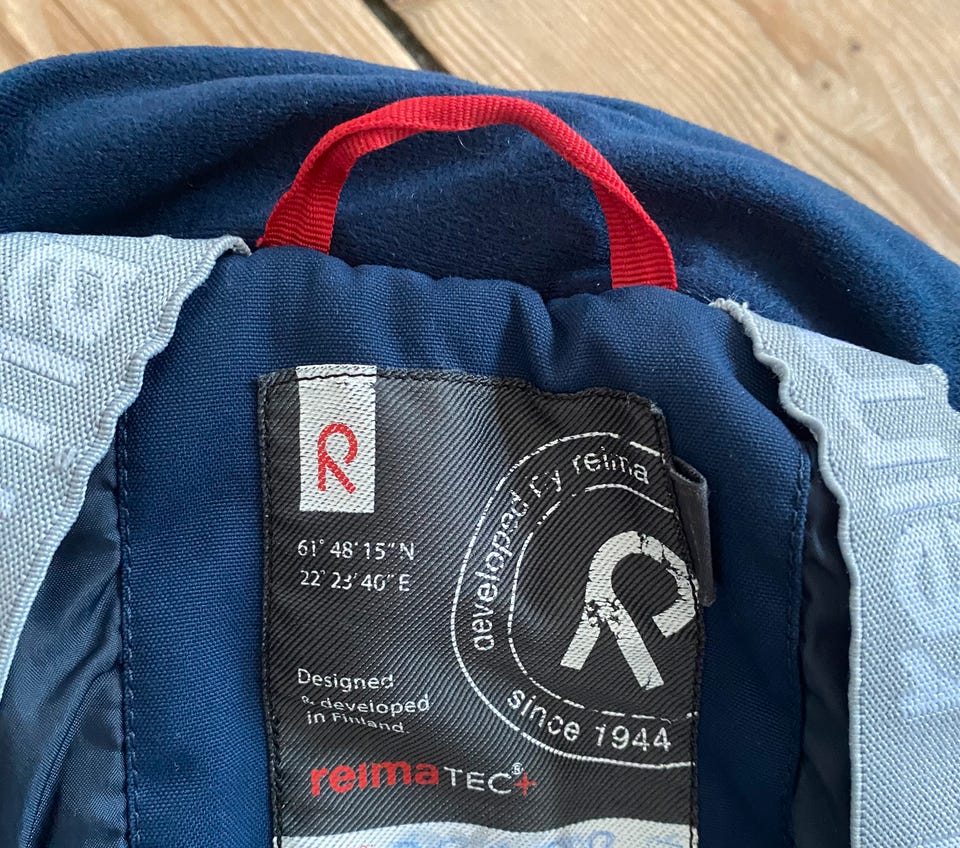 R
61° 48' 15" N
22° 23' 40" E
developed by reima
R
since 1944
Designed
& developed
in Finland.
reimaTEC®+